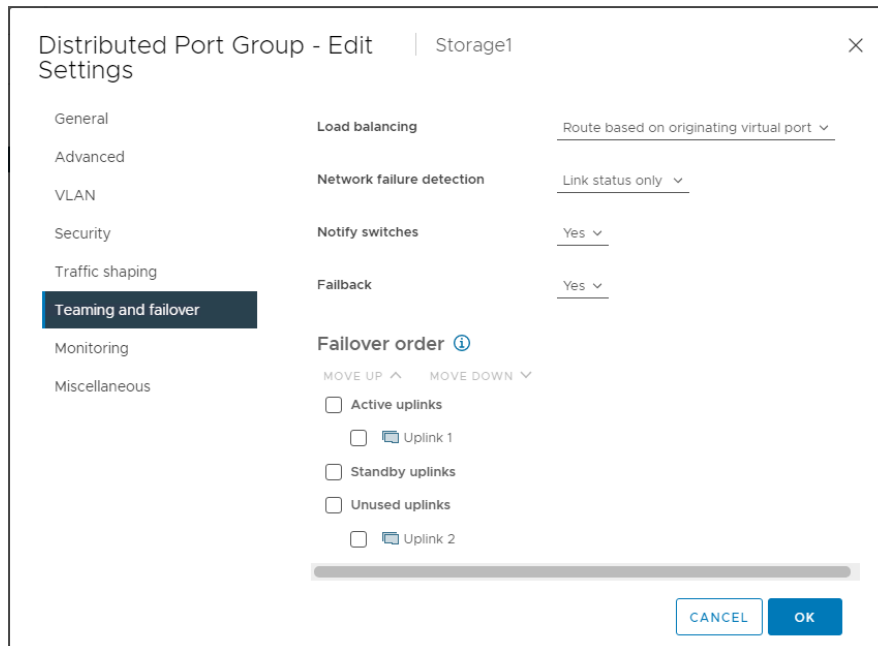 Distributed Port Group - Edit Settings
Storage1
General
Advanced
VLAN
Security
Traffic shaping
Teaming and failover
Monitoring
Miscellaneous
Load balancing Route based on originating virtual port
Network failure detection Link status only
Notify switches Yes
Failback Yes
Failover order
MOVE UP MOVE DOWN
Active uplinks
Uplink 1
Standby uplinks
Unused uplinks
Uplink 2
CANCEL OK